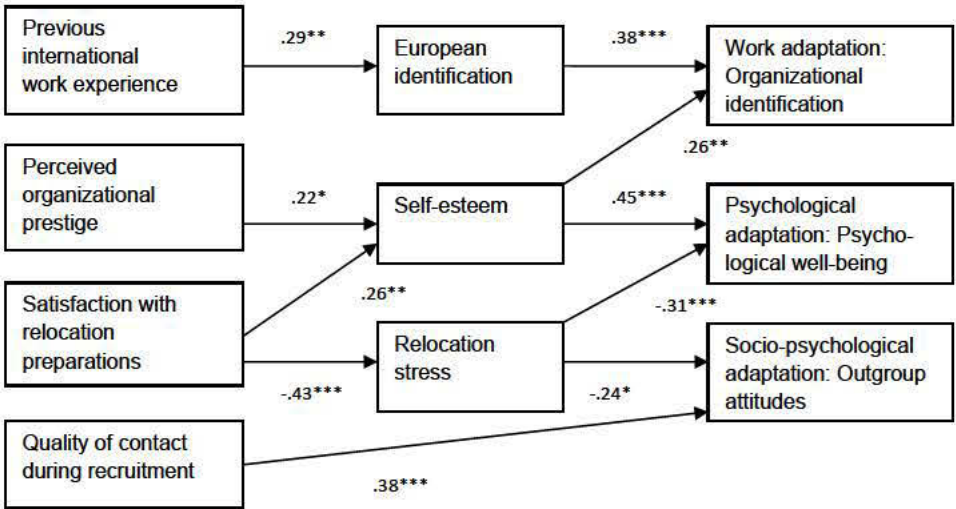 Previous
international
work experience
.29**
European
identification
.38***
Work adaptation:
Organizational
identification
.26**
Perceived
organizational
prestige
.22*
Self-esteem
.45***
Psychological
adaptation: Psycho-
logical well-being
.26**
-.31***
Satisfaction with
relocation
preparations
-.43***
Relocation
stress
-.24*
Socio-psychological
adaptation: Outgroup
attitudes
Quality of contact
during recruitment
.38***